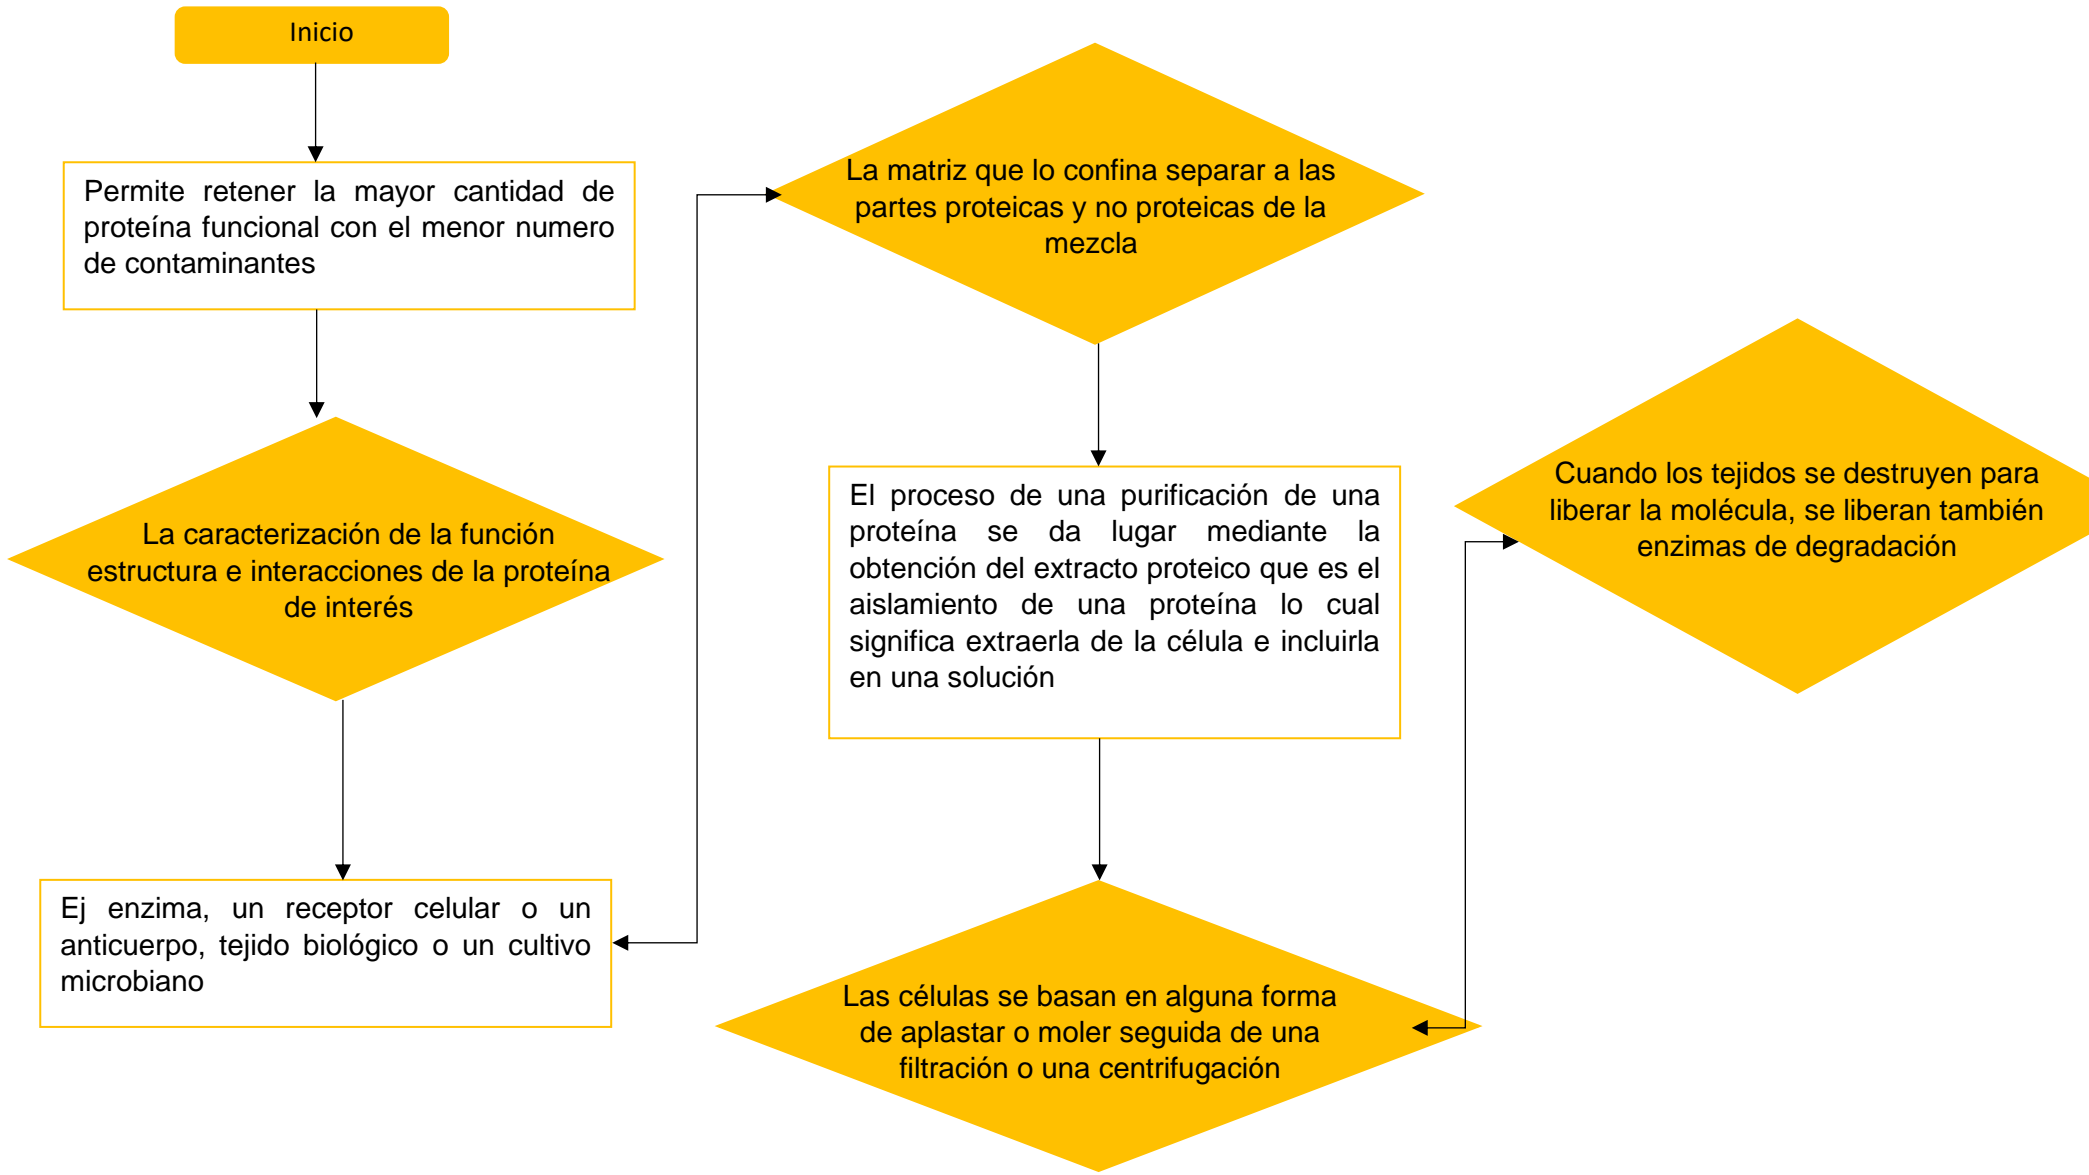 Inicio
Permite retener la mayor cantidad de
proteína funcional con el menor numero
de contaminantes
La caracterización de la función
estructura e interacciones de la proteína
de interés
Ej enzima, un receptor celular o un
anticuerpo, tejido biológico o un cultivo
microbiano
La matriz que lo confina separar a las
partes proteicas y no proteicas de la
mezcla
El proceso de una purificación de una
proteína se da lugar mediante la
obtención del extracto proteico que es el
aislamiento de una proteína lo cual
significa extraerla de la célula e incluirla
en una solución
Las células se basan en alguna forma
de aplastar o moler seguida de una
filtración o una centrifugación
Cuando los tejidos se destruyen para
liberar la molécula, se liberan también
enzimas de degradación